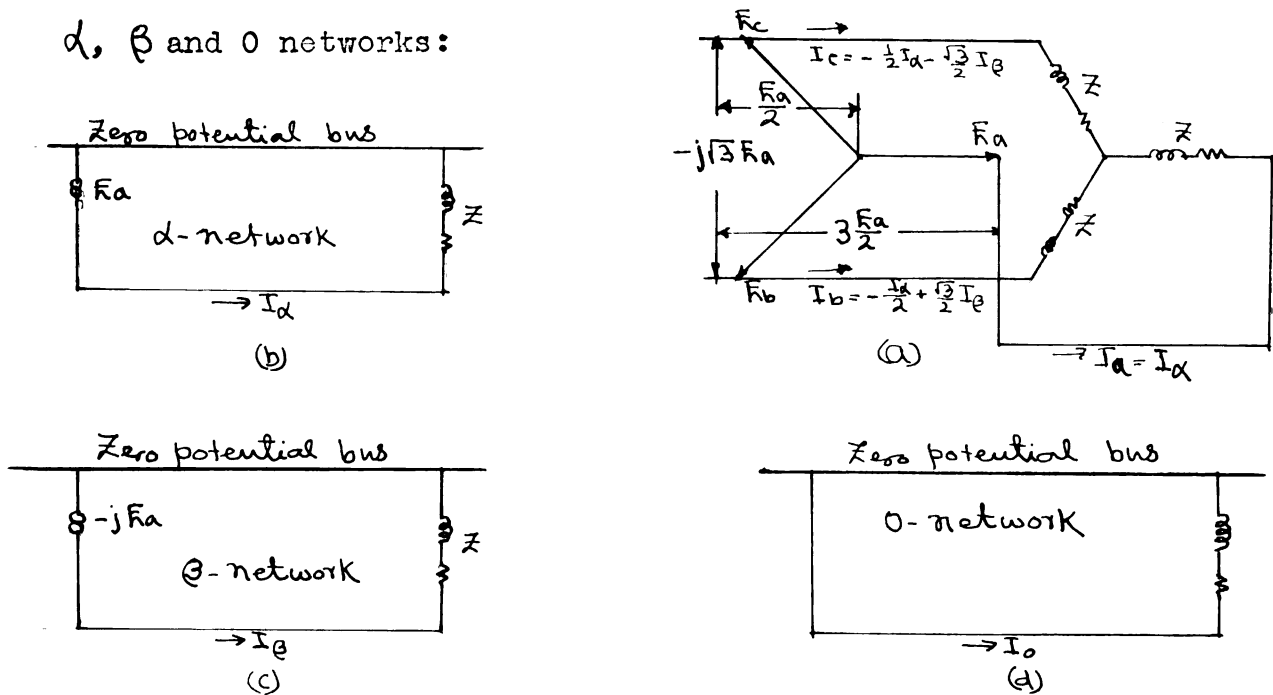 α, β and 0 networks:
Zero potential bus
Ea
Z
α-network
→ Iα
(b)
Ec
Ic = -½Iα - √3/2 Iβ
Z
Ea/2
Ea
Z
-j√3 Ea
Z
3 Ea/2
Eb
Ib = - Iα/2 + √3/2 Iβ
(a)
→ Ia = Iα
Zero potential bus
-jEa
Z
β-network
→ Iβ
(c)
Zero potential bus
0-network
→ I0
(d)